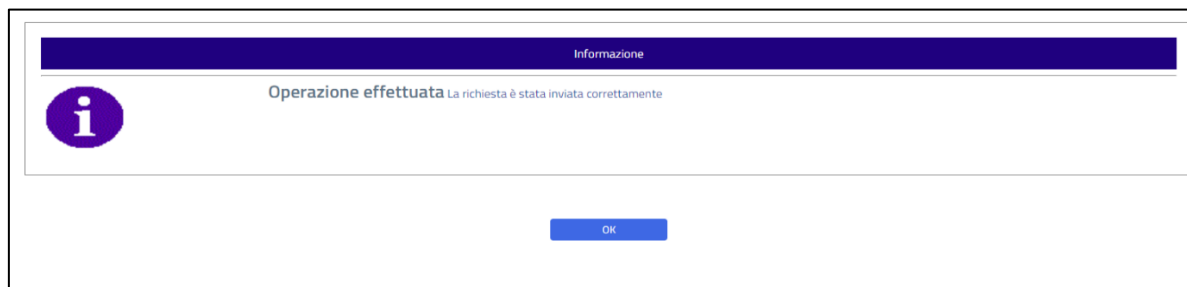 Informazione
Operazione effettuata La richiesta è stata inviata correttamente
OK